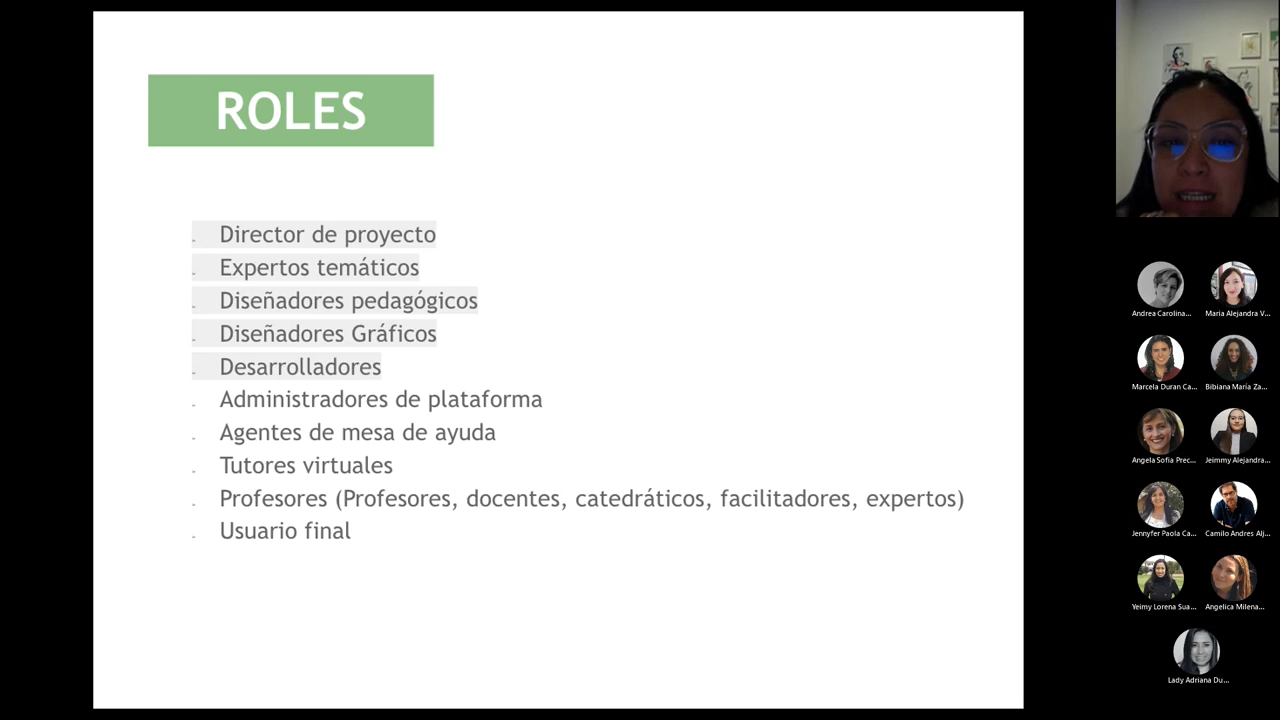 ROLES
- Director de proyecto
- Expertos temáticos
- Diseñadores pedagógicos
- Diseñadores Gráficos
- Desarrolladores
- Administradores de plataforma
- Agentes de mesa de ayuda
- Tutores virtuales
- Profesores (Profesores, docentes, catedráticos, facilitadores, expertos)
- Usuario final
Andrea Carolina...
Maria Alejandra V...
Marcela Duran Ca...
Bibiana María Za...
Angela Sofia Prec...
Jeimmy Alejandra...
Jennyfer Paola Ca...
Camilo Andres Alj...
Yeimy Lorena Sua...
Angelica Milena...
Lady Adriana Du...